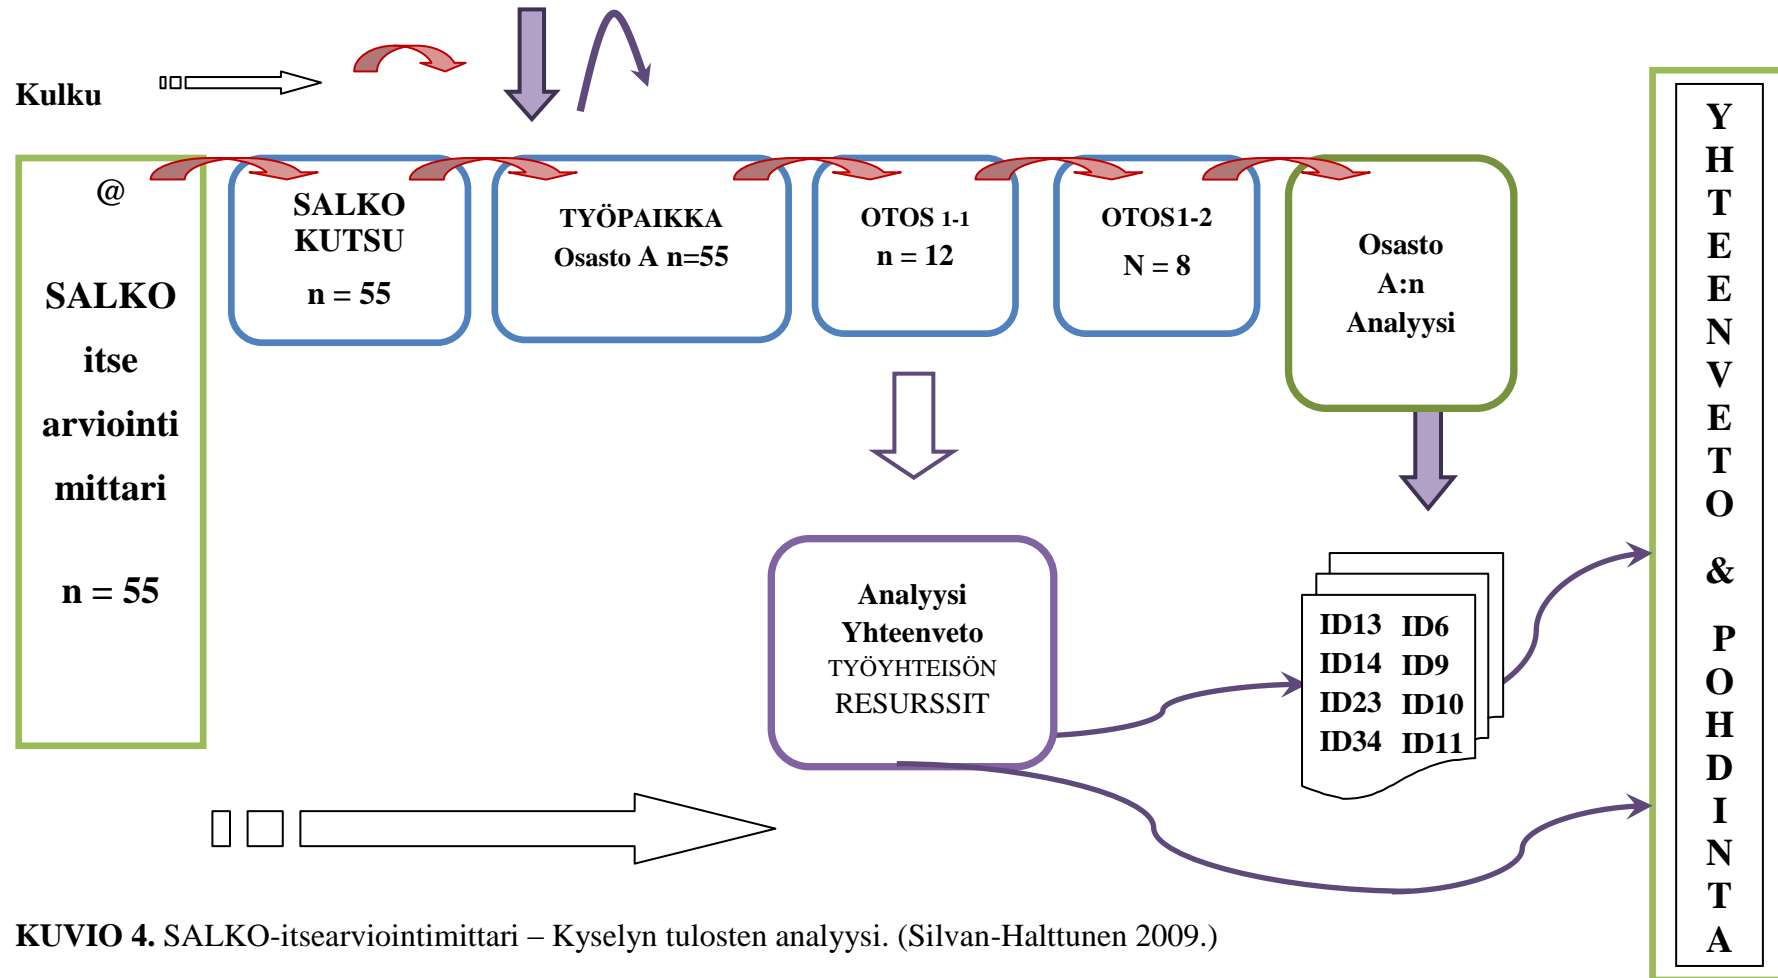 Kulku
@
SALKO
itse
arviointi
mittari
n = 55
SALKO
KUTSU
n = 55
TYÖPAIKKA
Osasto A n=55
OTOS 1-1
n = 12
OTOS1-2
N = 8
Osasto
A:n
Analyysi
Analyysi
Yhteenveto
TYÖYHTEISÖN
RESURSSIT
ID13 ID6
ID14 ID9
ID23 ID10
ID34 ID11
Y
H
T
E
E
N
V
E
T
O
&
P
O
H
D
I
N
T
A
KUVIO 4. SALKO-itsearviointimittari – Kyselyn tulosten analyysi. (Silvan-Halttunen 2009.)